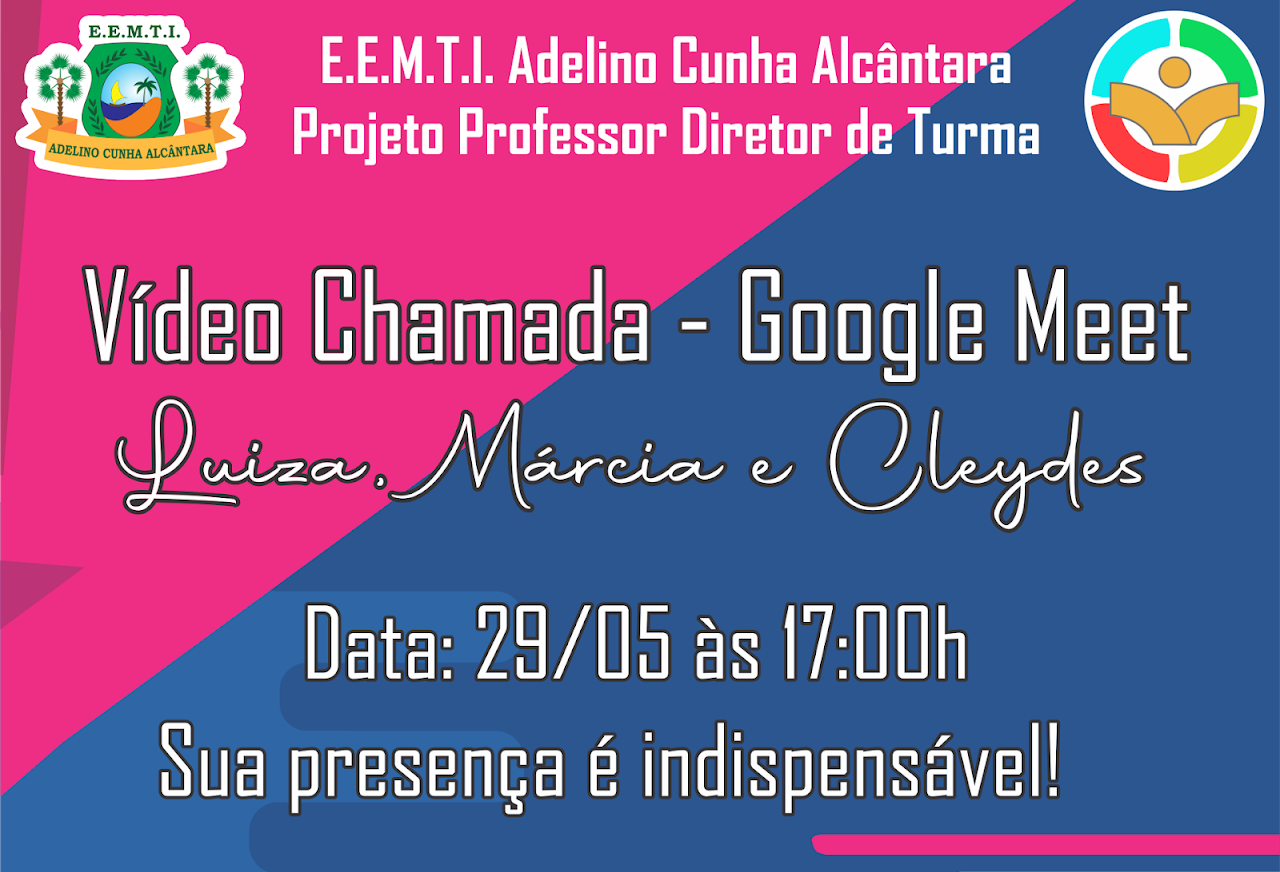 E.E.M.T.I.
ADELINO CUNHA ALCÂNTARA
E.E.M.T.I. Adelino Cunha Alcântara
Projeto Professor Diretor de Turma
Vídeo Chamada - Google Meet
Luiza, Márcia e Cleydes
Data: 29/05 às 17:00h
Sua presença é indispensável!